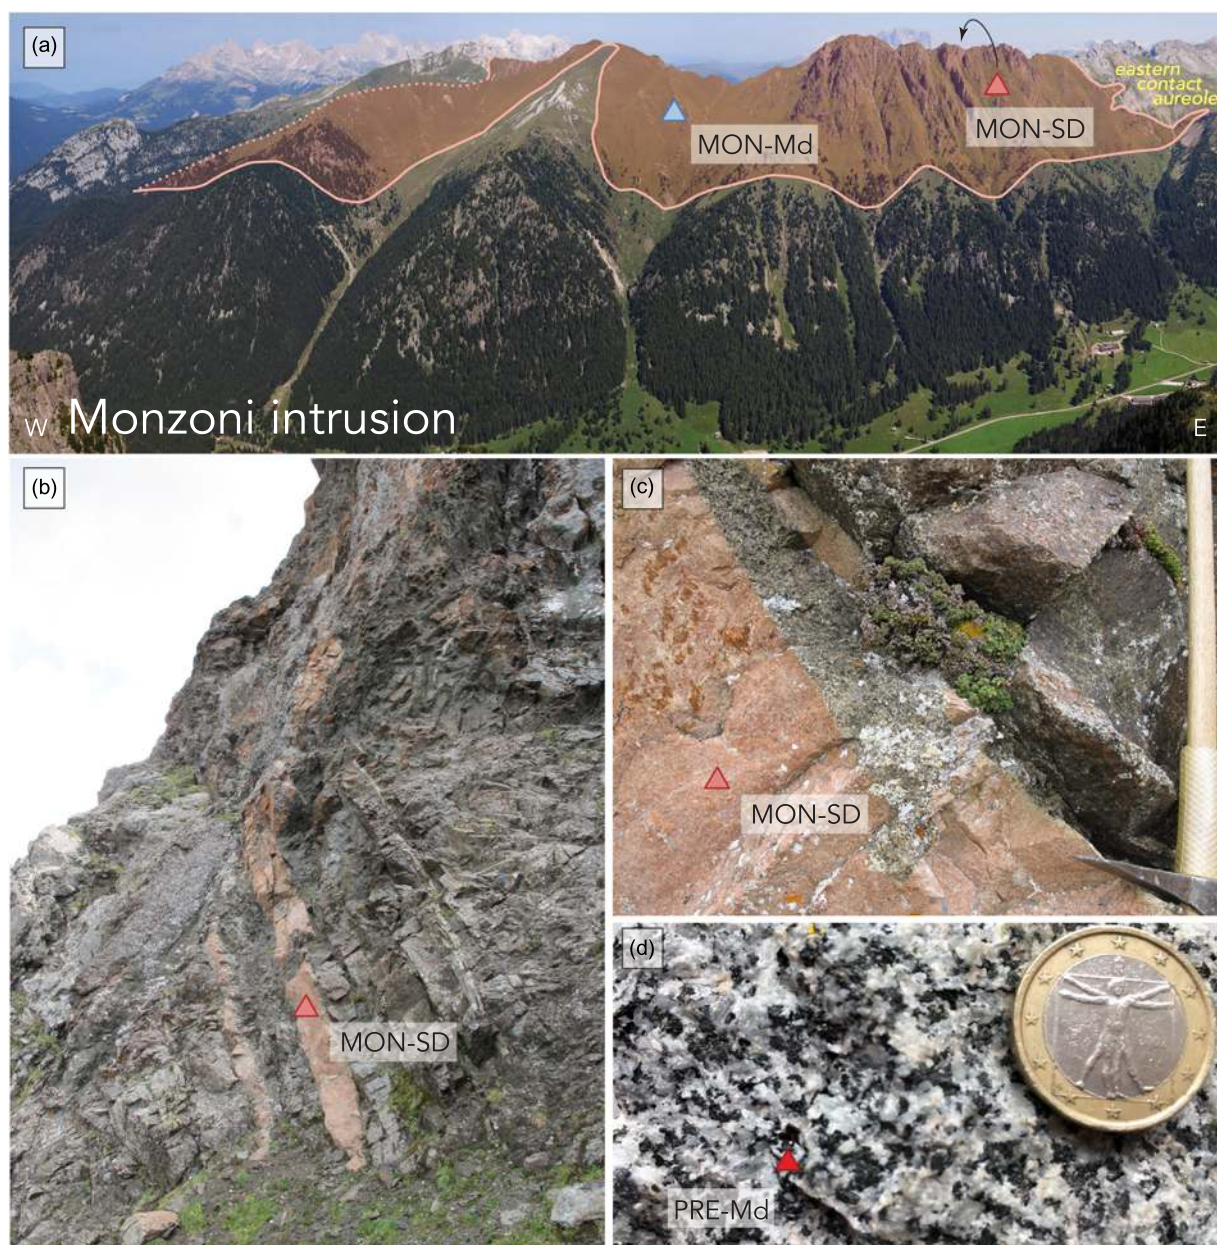 (a)
eastern
contact
aureole
MON-Md
MON-SD
W Monzoni intrusion
E
(b)
MON-SD
(c)
MON-SD
(d)
PRE-Md